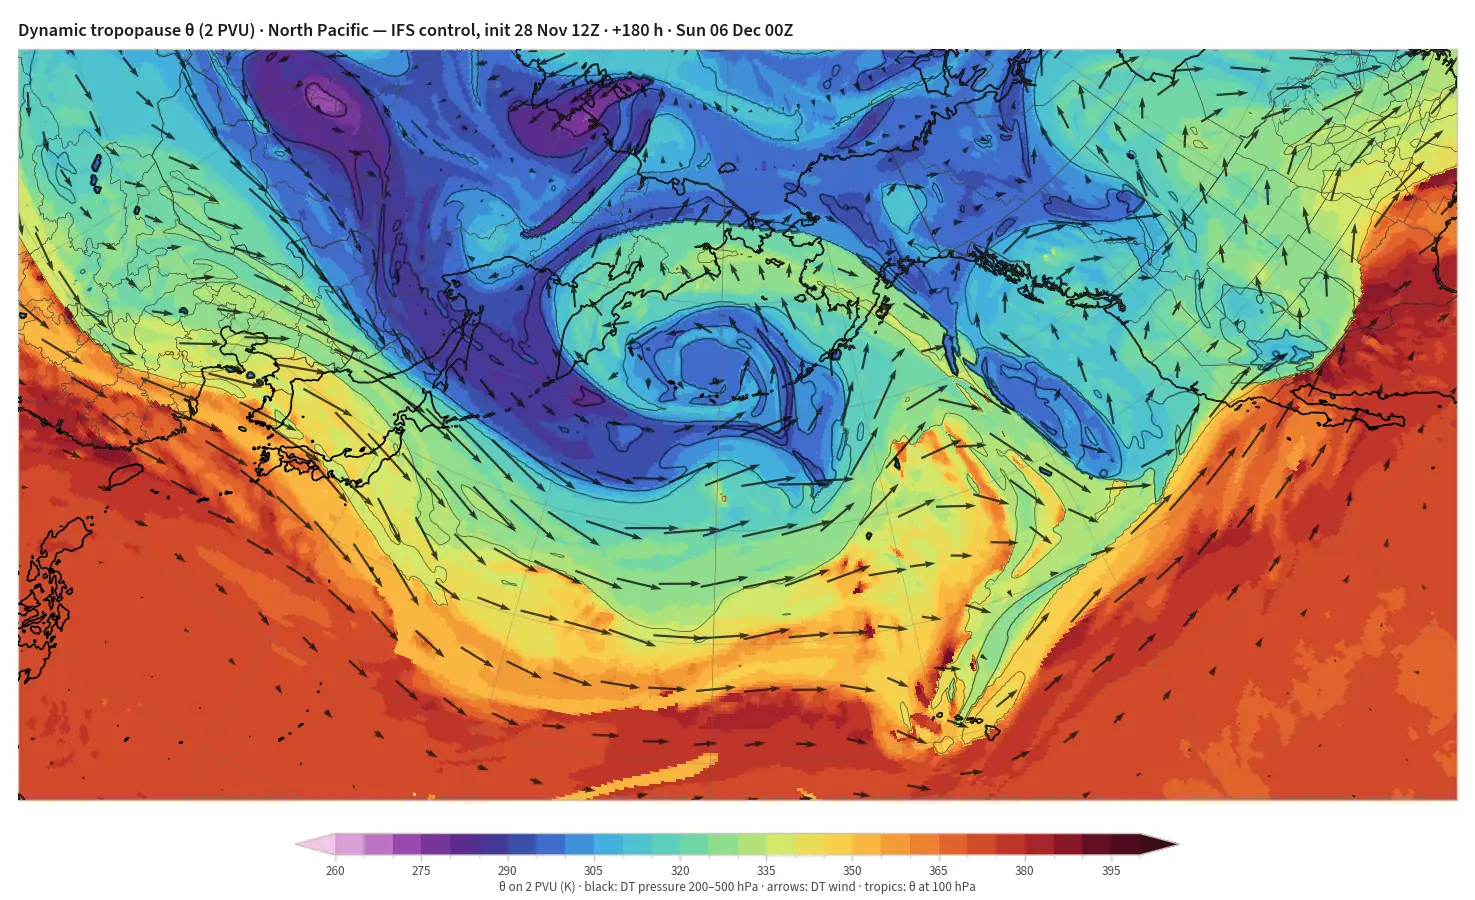 Dynamic tropopause θ (2 PVU) · North Pacific — IFS control, init 28 Nov 12Z · +180 h · Sun 06 Dec 00Z
260 275 290 305 320 335 350 365 380 395
θ on 2 PVU (K) · black: DT pressure 200–500 hPa · arrows: DT wind · tropics: θ at 100 hPa